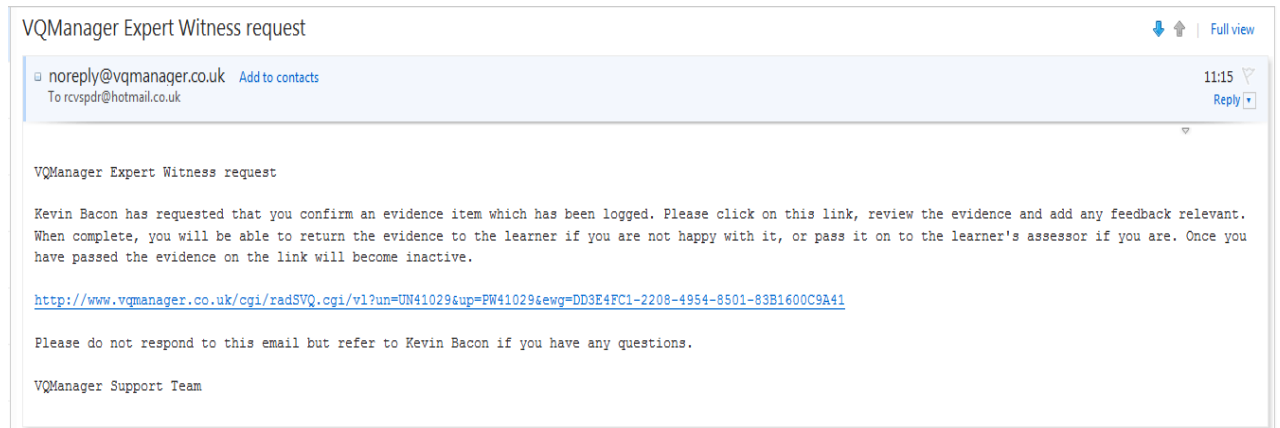 VQManager Expert Witness request
Full view
noreply@vqmanager.co.uk Add to contacts
11:15
To rcvspdr@hotmail.co.uk
Reply
VQManager Expert Witness request
Kevin Bacon has requested that you confirm an evidence item which has been logged. Please click on this link, review the evidence and add any feedback relevant.
When complete, you will be able to return the evidence to the learner if you are not happy with it, or pass it on to the learner's assessor if you are. Once you
have passed the evidence on the link will become inactive.
http://www.vqmanager.co.uk/cgi/radSVQ.cgi/vl?un=UN41029&up=PW41029&ewg=DD3E4FC1-2208-4954-8501-83B1600C9A41
Please do not respond to this email but refer to Kevin Bacon if you have any questions.
VQManager Support Team